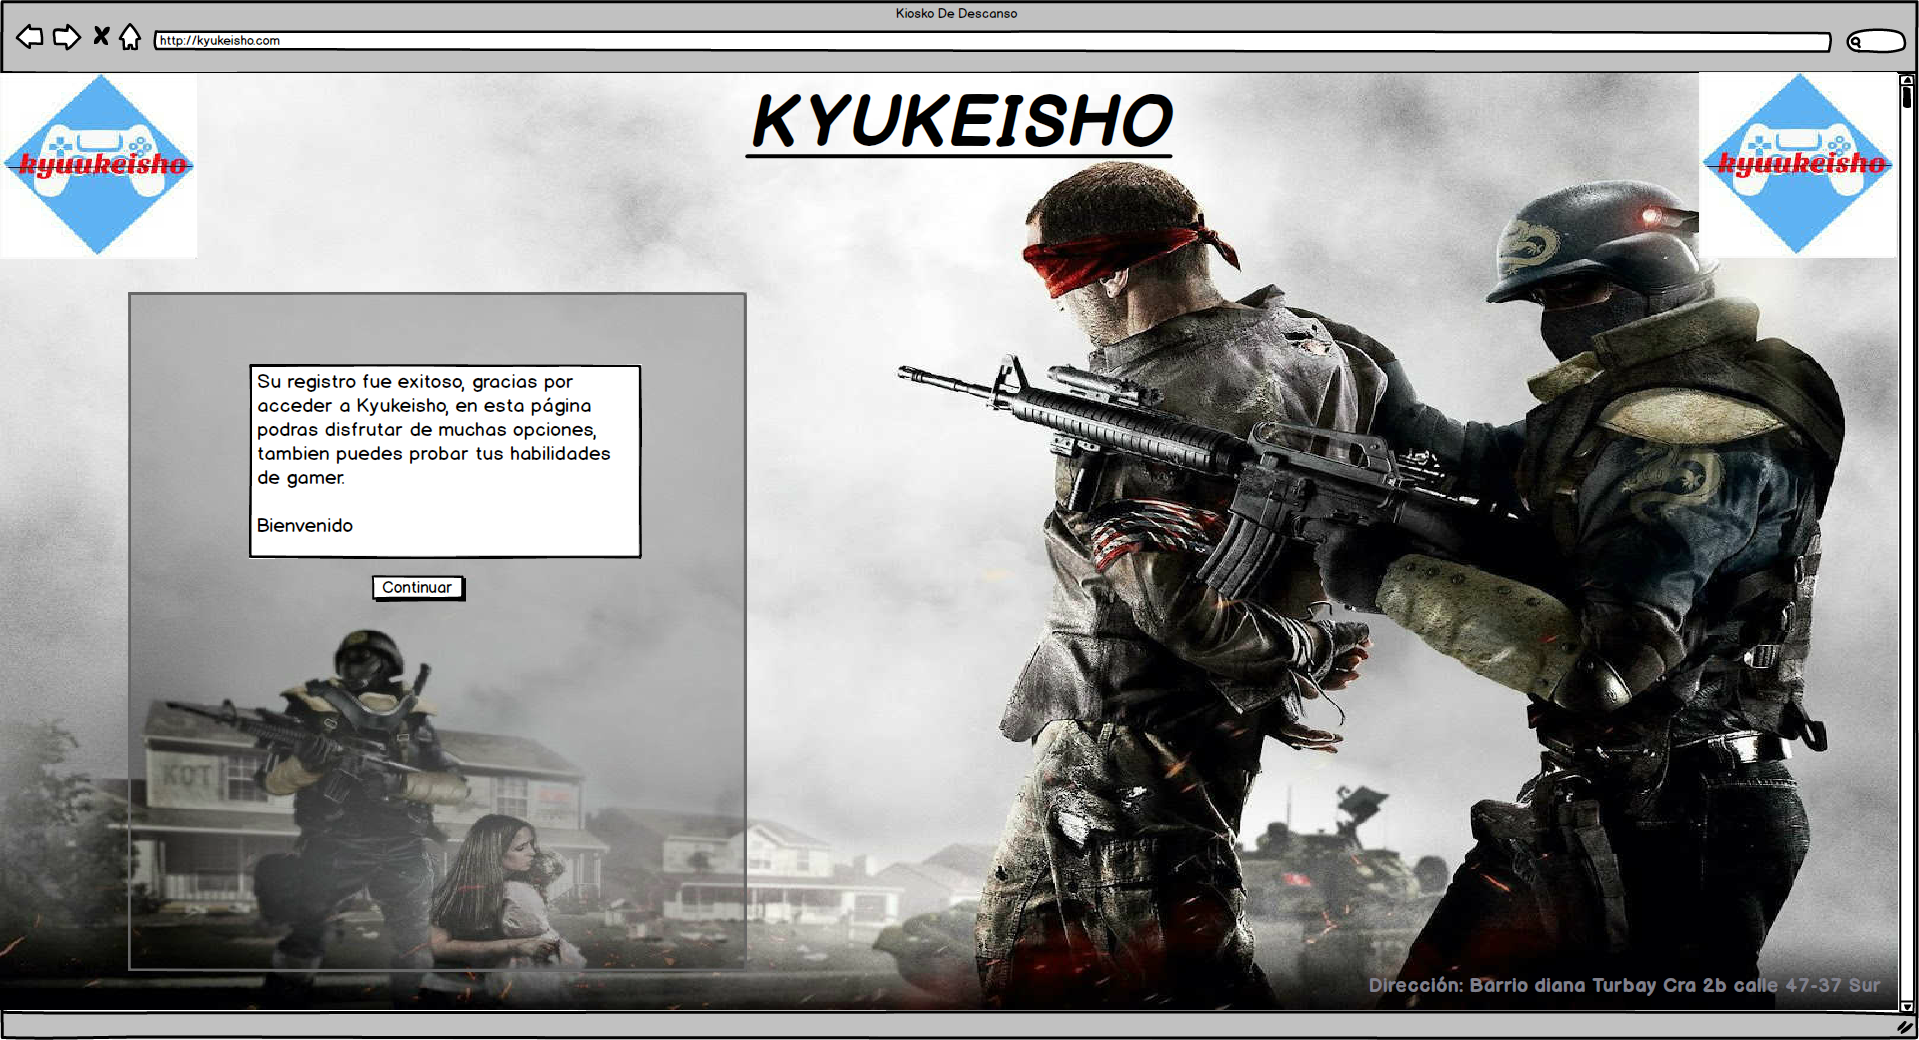 Kiosko De Descanso
http://kyukeisho.com
KYUKEISHO
kyuukeisho
kyuukeisho
Su registro fue exitoso, gracias por
acceder a Kyukeisho, en esta página
podras disfrutar de muchas opciones,
tambien puedes probar tus habilidades
de gamer.
Bienvenido
Continuar
KOT
Dirección: Barrio diana Turbay Cra 2b calle 47-37 Sur